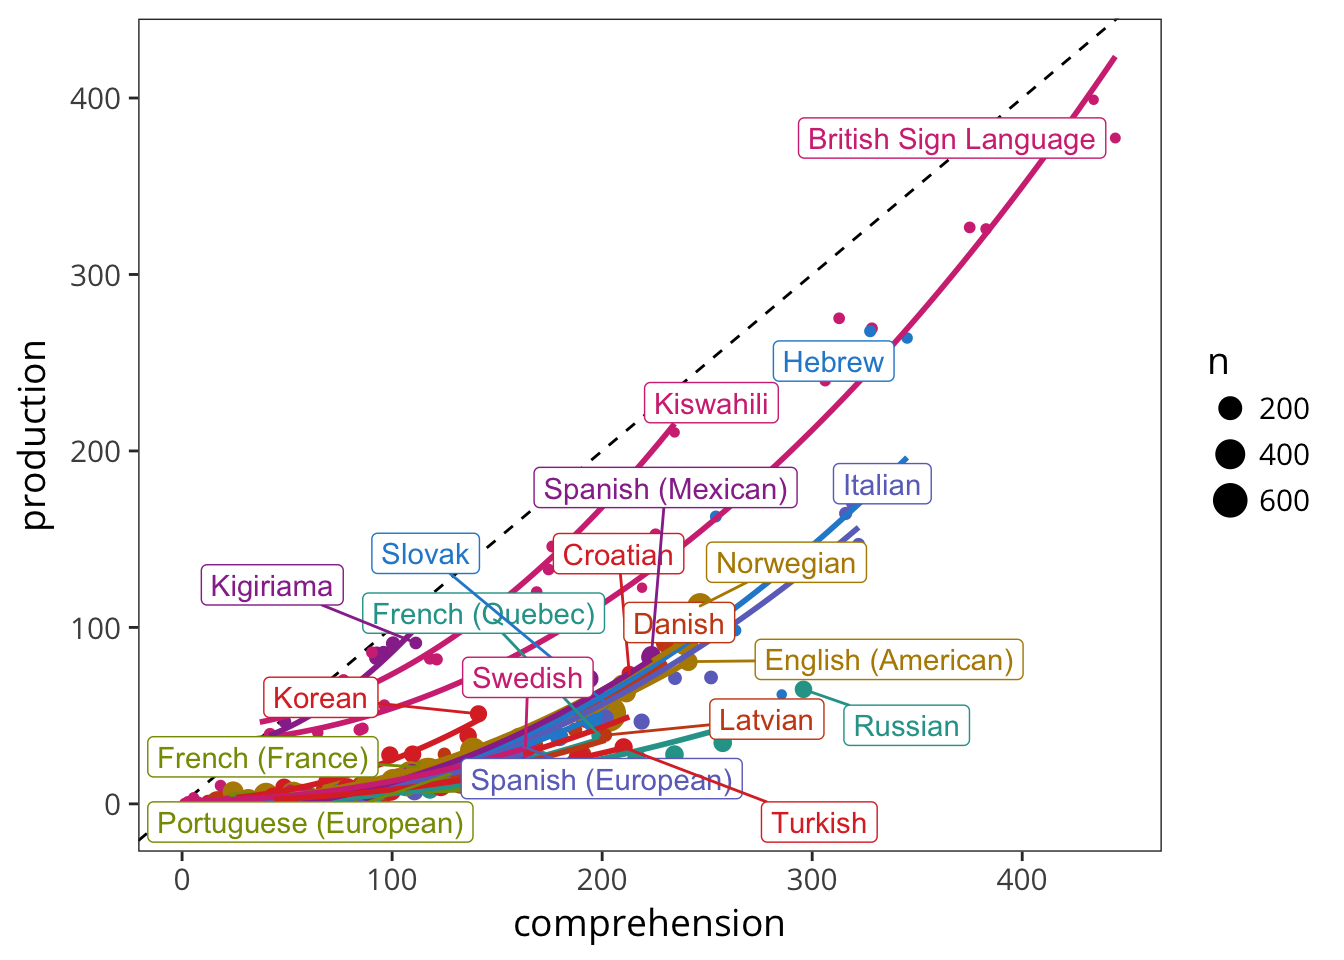 British Sign Language
Hebrew
Kiswahili
Spanish (Mexican)
Italian
Slovak
Croatian
Norwegian
Kigiriama
French (Quebec)
Danish
English (American)
Swedish
Korean
Latvian
Russian
French (France)
Spanish (European)
Portuguese (European)
Turkish
400
300
200
100
0
production
0
100
200
300
400
comprehension
n
200
400
600